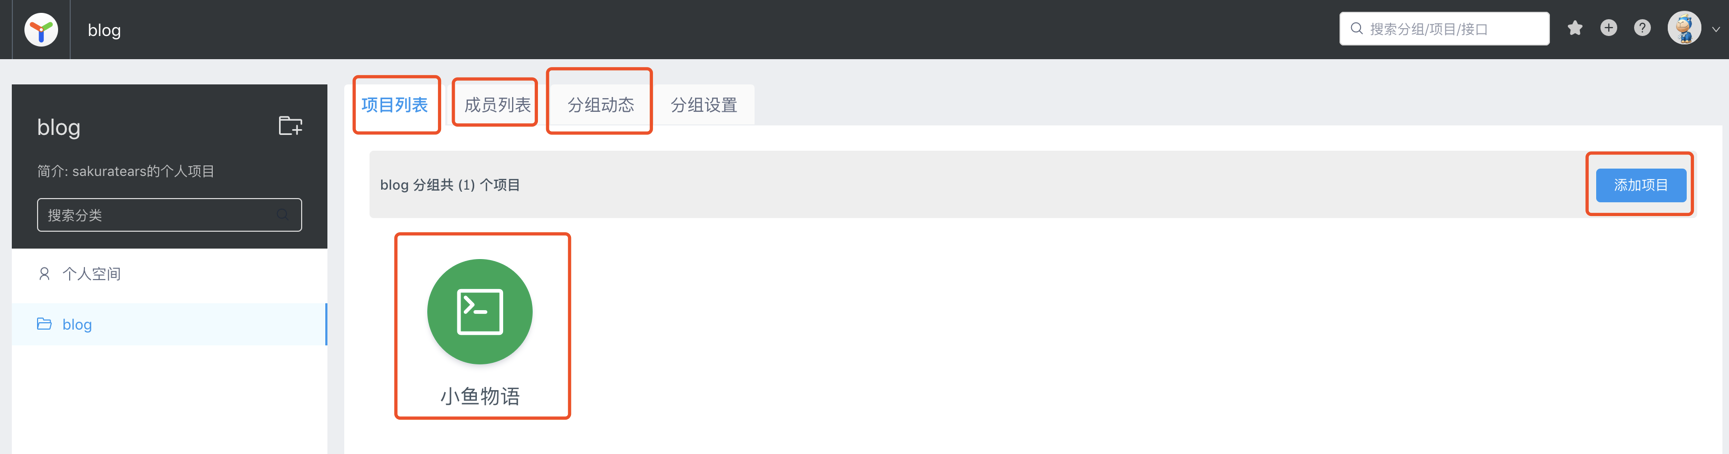 blog
搜索分组/项目/接口
blog
简介: sakuratears的个人项目
搜索分类
个人空间
blog
项目列表 成员列表 分组动态 分组设置
blog 分组共 (1) 个项目
添加项目
小鱼物语